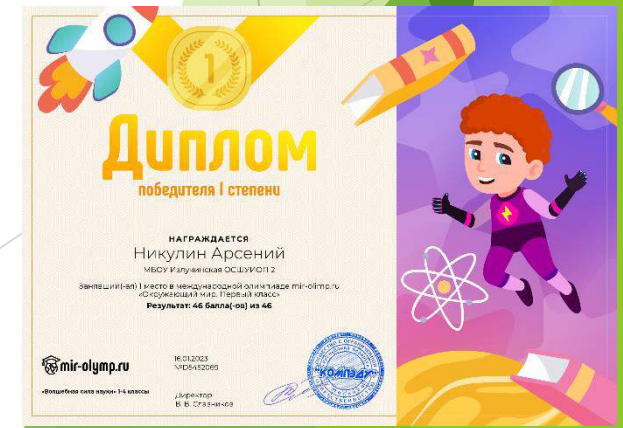 1
Диплом
победителя I степени
НАГРАЖДАЕТСЯ
Никулин Арсений
МБОУ Излучинская ОСШУИОП 2
Занявший(-ая) I место в международной олимпиаде mir-olimp.ru
«Окружающий мир. Первый класс»
Результат: 46 балла(-ов) из 46
mir-olymp.ru
16.01.2023
«Волшебная сила науки» 1-4 классы
Директор
В. В.
КОМПЭДУ